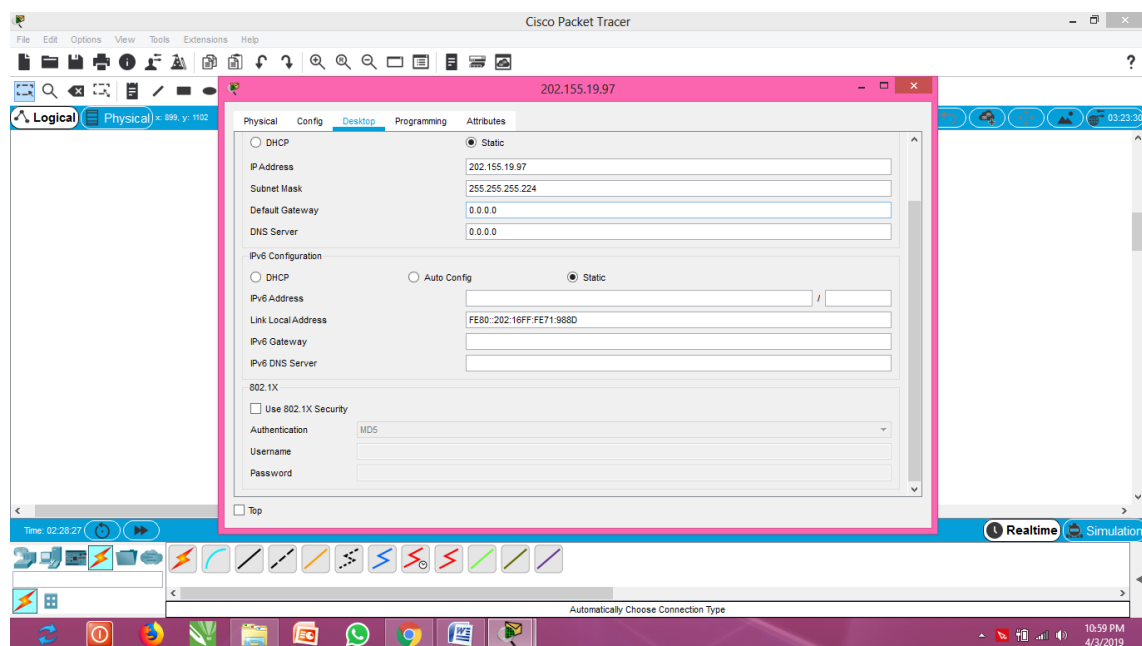 Cisco Packet Tracer
File Edit Options View Tools Extensions Help
?
202.155.19.97
Logical Physical x: 899, y: 1102
03:23:30
Physical Config Desktop Programming Attributes
DHCP Static
IP Address 202.155.19.97
Subnet Mask 255.255.255.224
Default Gateway 0.0.0.0
DNS Server 0.0.0.0
IPv6 Configuration
DHCP Auto Config Static
IPv6 Address /
Link Local Address FE80::202:16FF:FE71:988D
IPv6 Gateway
IPv6 DNS Server
802.1X
Use 802.1X Security
Authentication MD5
Username
Password
Top
Time: 02:28:27
Realtime Simulation
Automatically Choose Connection Type
10:59 PM
4/3/2019